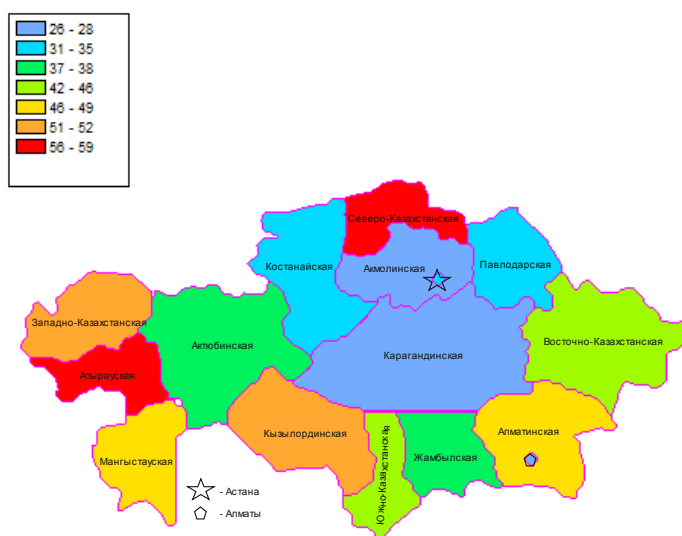 26 - 28
31 - 35
37 - 38
42 - 46
46 - 49
51 - 52
56 - 59
Северо-Казахстанская
Костанайская
Акмолинская
Павлодарская
Западно-Казахстанская
Актюбинская
Восточно-Казахстанская
Карагандинская
Атырауская
Кызылординская
Южно-Казахстанская
Жамбылская
Алматинская
Мангыстауская
- Астана
- Алматы